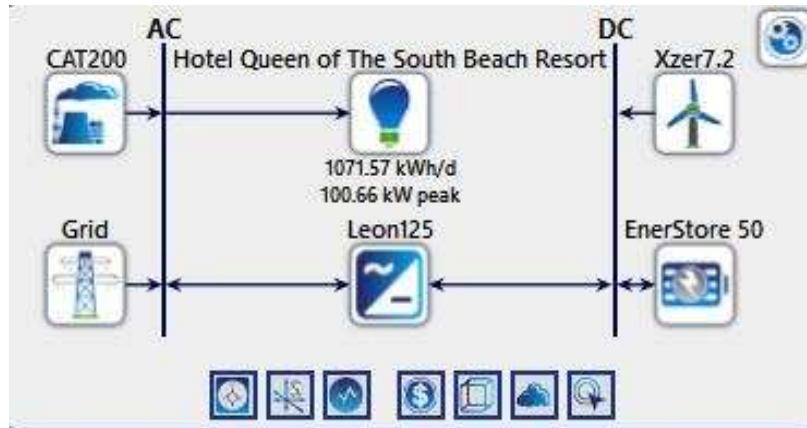 AC
DC
CAT200
Hotel Queen of The South Beach Resort
Xzer7.2
1071.57 kWh/d
100.66 kW peak
Grid
Leon125
EnerStore 50